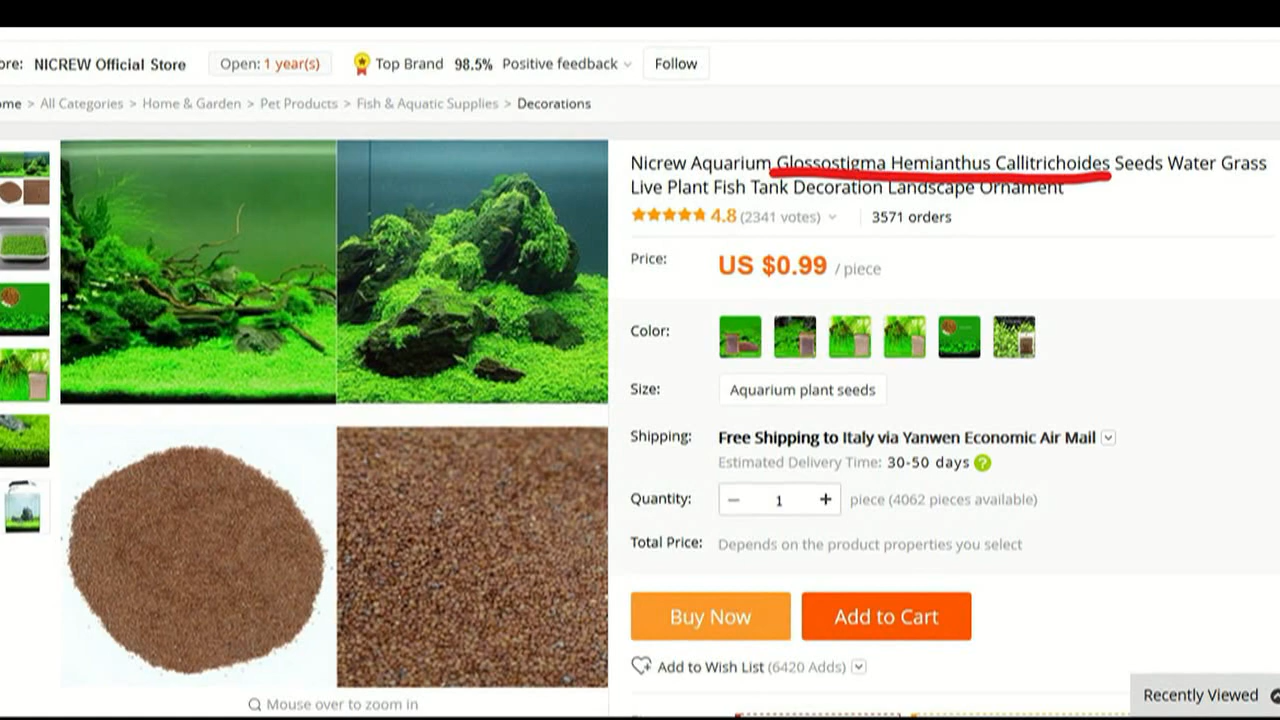 ore: NICREW Official Store Open: 1 year(s) Top Brand 98.5% Positive feedback Follow
ome > All Categories > Home & Garden > Pet Products > Fish & Aquatic Supplies > Decorations
Nicrew Aquarium Glossostigma Hemianthus Callitrichoides Seeds Water Grass
Live Plant Fish Tank Decoration Landscape Ornament
4.8 (2341 votes) 3571 orders
Price: US $0.99 / piece
Color:
Size: Aquarium plant seeds
Shipping: Free Shipping to Italy via Yanwen Economic Air Mail
Estimated Delivery Time: 30-50 days ?
Quantity: − 1 + piece (4062 pieces available)
Total Price: Depends on the product properties you select
Buy Now Add to Cart
Add to Wish List (6420 Adds)
Mouse over to zoom in
Recently Viewed